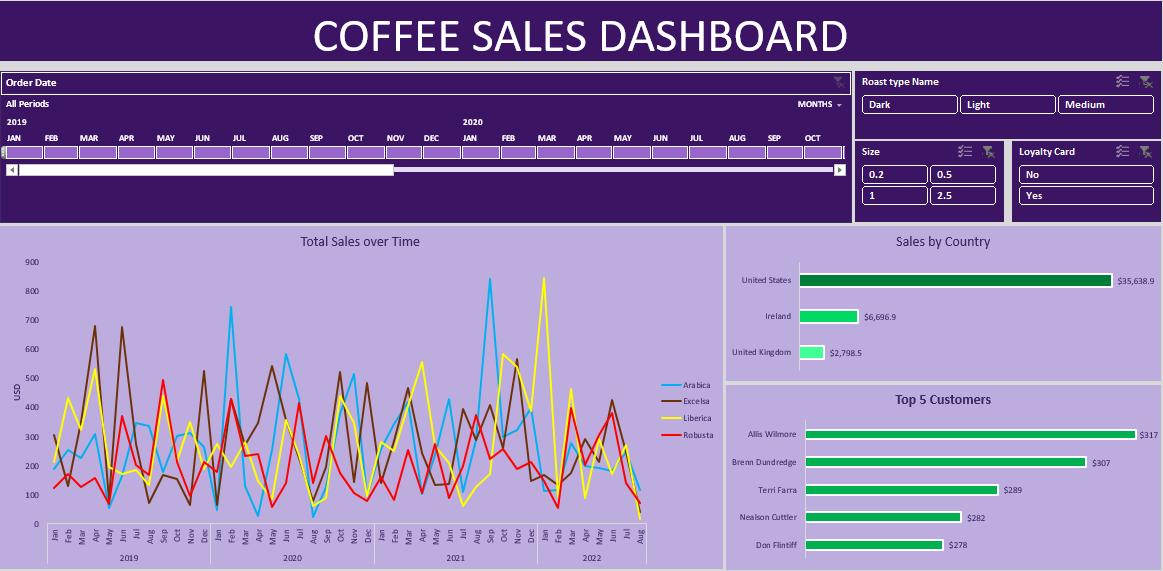 COFFEE SALES DASHBOARD
Order Date
All Periods
MONTHS
2019 2020
JAN FEB MAR APR MAY JUN JUL AUG SEP OCT NOV DEC JAN FEB MAR APR MAY JUN JUL AUG SEP OCT
Roast type Name
Dark Light Medium
Size
0.2 0.5
1 2.5
Loyalty Card
No
Yes
Total Sales over Time
900
800
700
600
500
400
300
200
100
0
USD
Jan Feb Mar Apr May Jun Jul Aug Sep Oct Nov Dec Jan Feb Mar Apr May Jun Jul Aug Sep Oct Nov Dec Jan Feb Mar Apr May Jun Jul Aug Sep Oct Nov Dec Jan Feb Mar Apr May Jun Jul Aug
2019 2020 2021 2022
Arabica
Excelsa
Liberica
Robusta
Sales by Country
United States $35,638.9
Ireland $6,696.9
United Kingdom $2,798.5
Top 5 Customers
Allis Wilmore $317
Brenn Dundredge $307
Terri Farra $289
Nealson Cuttler $282
Don Flintiff $278